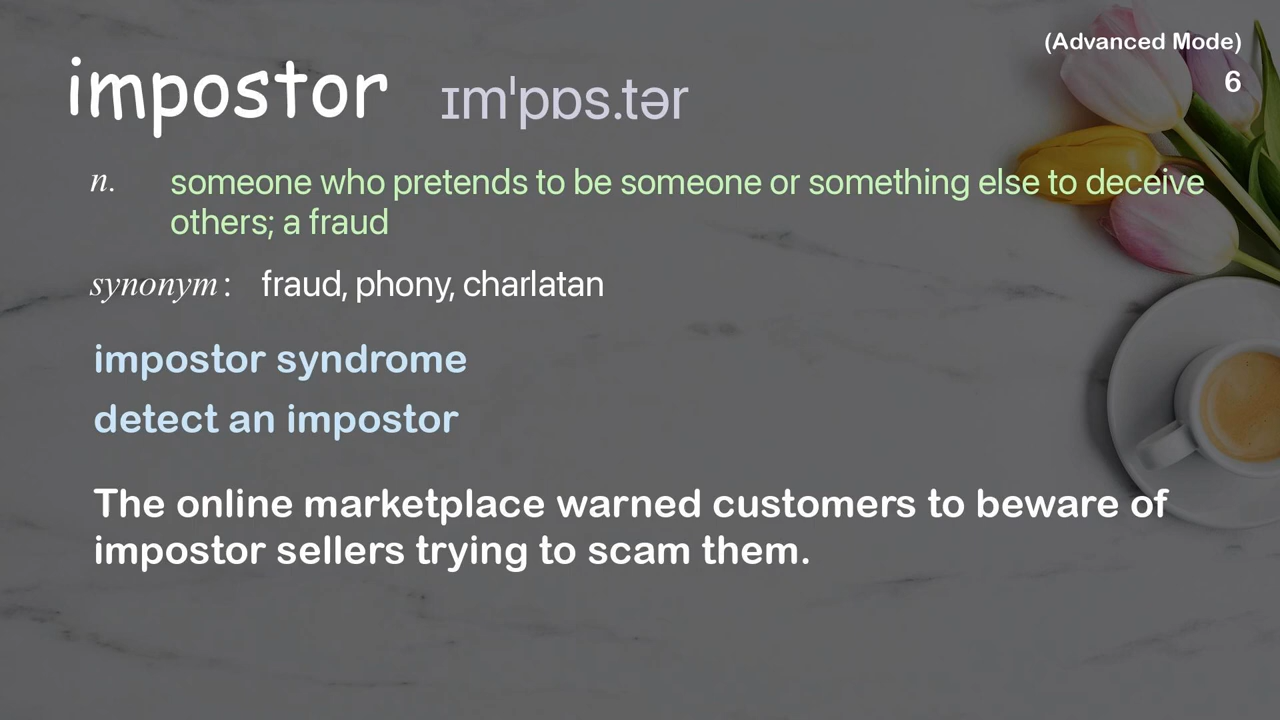 (Advanced Mode)
6
impostor ɪmˈpɒs.tər
n. someone who pretends to be someone or something else to deceive
others; a fraud
synonym: fraud, phony, charlatan
impostor syndrome
detect an impostor
The online marketplace warned customers to beware of
impostor sellers trying to scam them.